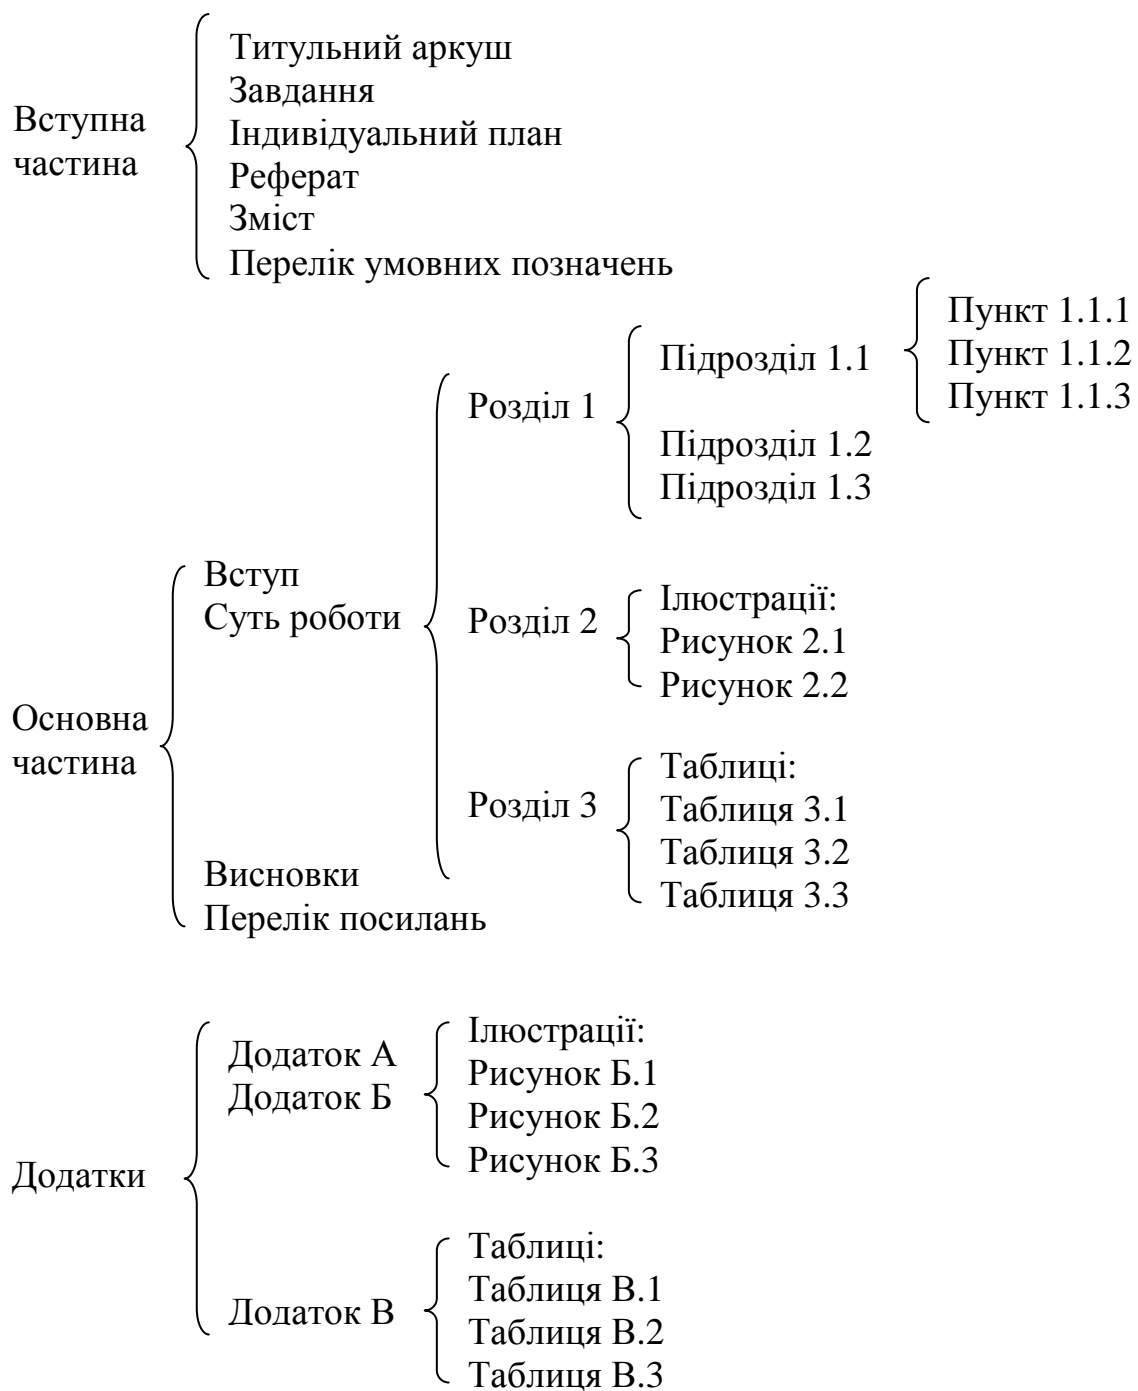 Вступна
частина
Титульний аркуш
Завдання
Індивідуальний план
Реферат
Зміст
Перелік умовних позначень
Основна
частина
Вступ
Суть роботи
Розділ 1
Підрозділ 1.1
Пункт 1.1.1
Пункт 1.1.2
Пункт 1.1.3
Підрозділ 1.2
Підрозділ 1.3
Розділ 2
Ілюстрації:
Рисунок 2.1
Рисунок 2.2
Розділ 3
Таблиці:
Таблиця 3.1
Таблиця 3.2
Таблиця 3.3
Висновки
Перелік посилань
Додатки
Додаток А
Додаток Б
Ілюстрації:
Рисунок Б.1
Рисунок Б.2
Рисунок Б.3
Додаток В
Таблиці:
Таблиця В.1
Таблиця В.2
Таблиця В.3